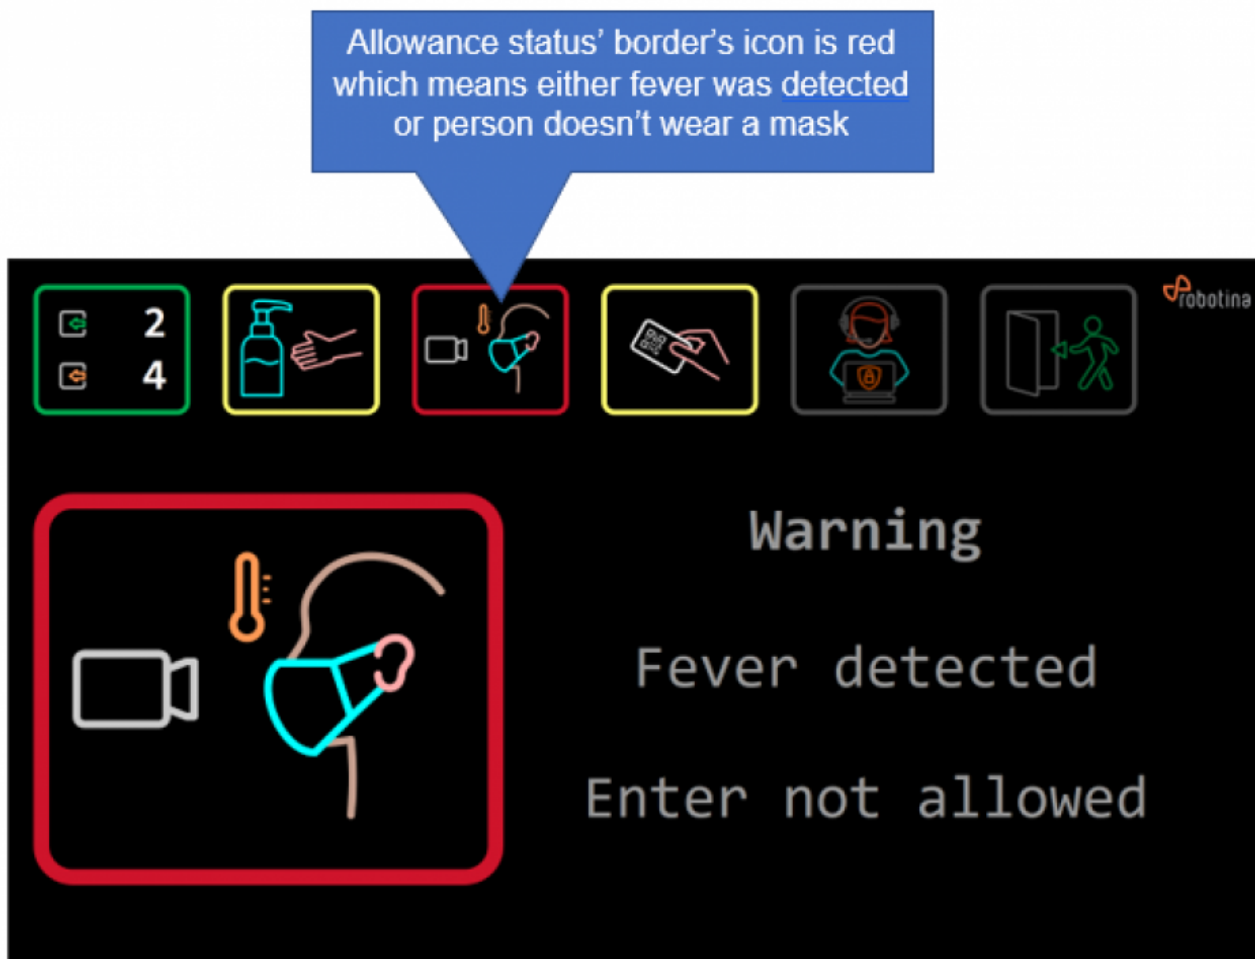 Allowance status’ border’s icon is red
which means either fever was detected
or person doesn’t wear a mask
2
4
robotina
Warning
Fever detected
Enter not allowed